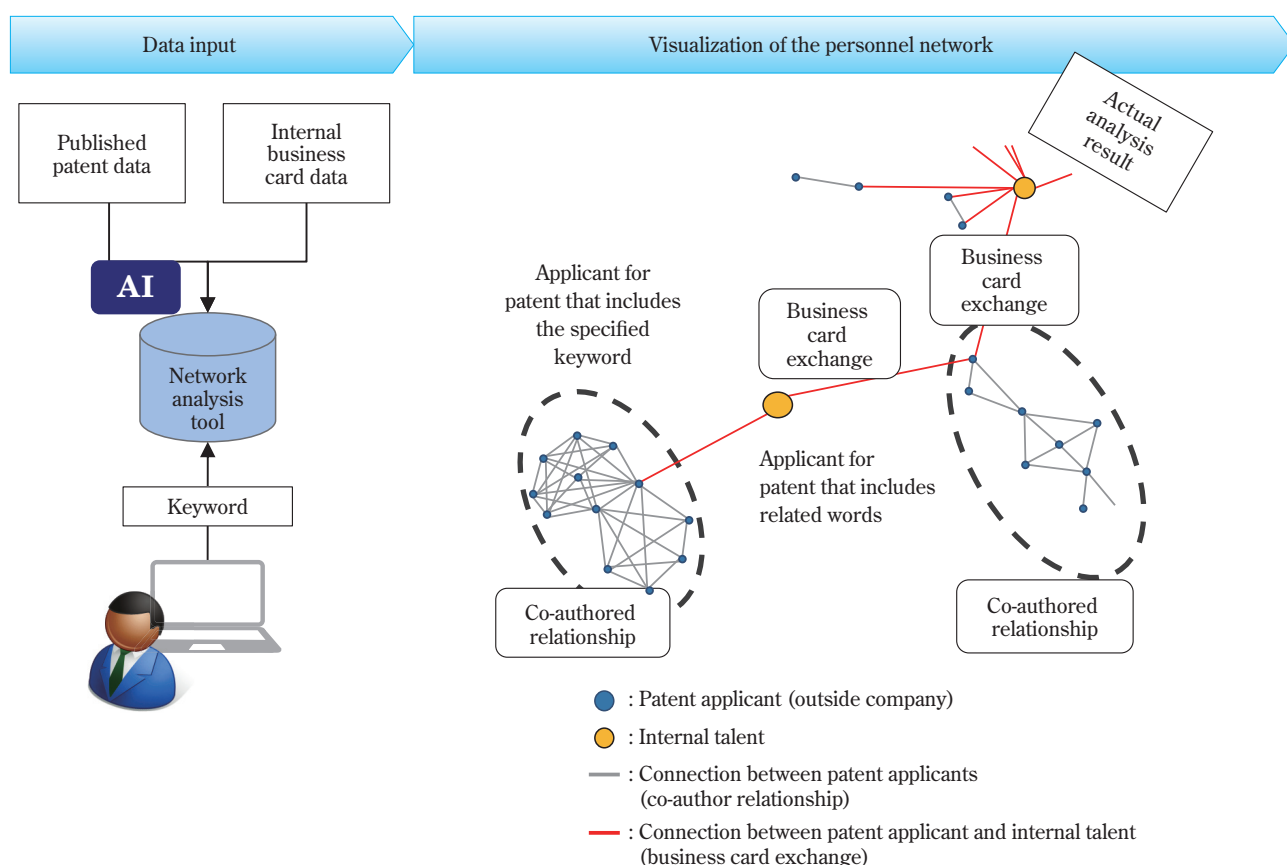 Data input
Visualization of the personnel network
Published
patent data
Internal
business
card data
AI
Network
analysis
tool
Keyword
Actual
analysis
result
Business
card
exchange
Applicant for
patent that includes
the specified
keyword
Business
card
exchange
Applicant for
patent that includes
related words
Co-authored
relationship
Co-authored
relationship
: Patent applicant (outside company)
: Internal talent
: Connection between patent applicants
(co-author relationship)
: Connection between patent applicant and internal talent
(business card exchange)